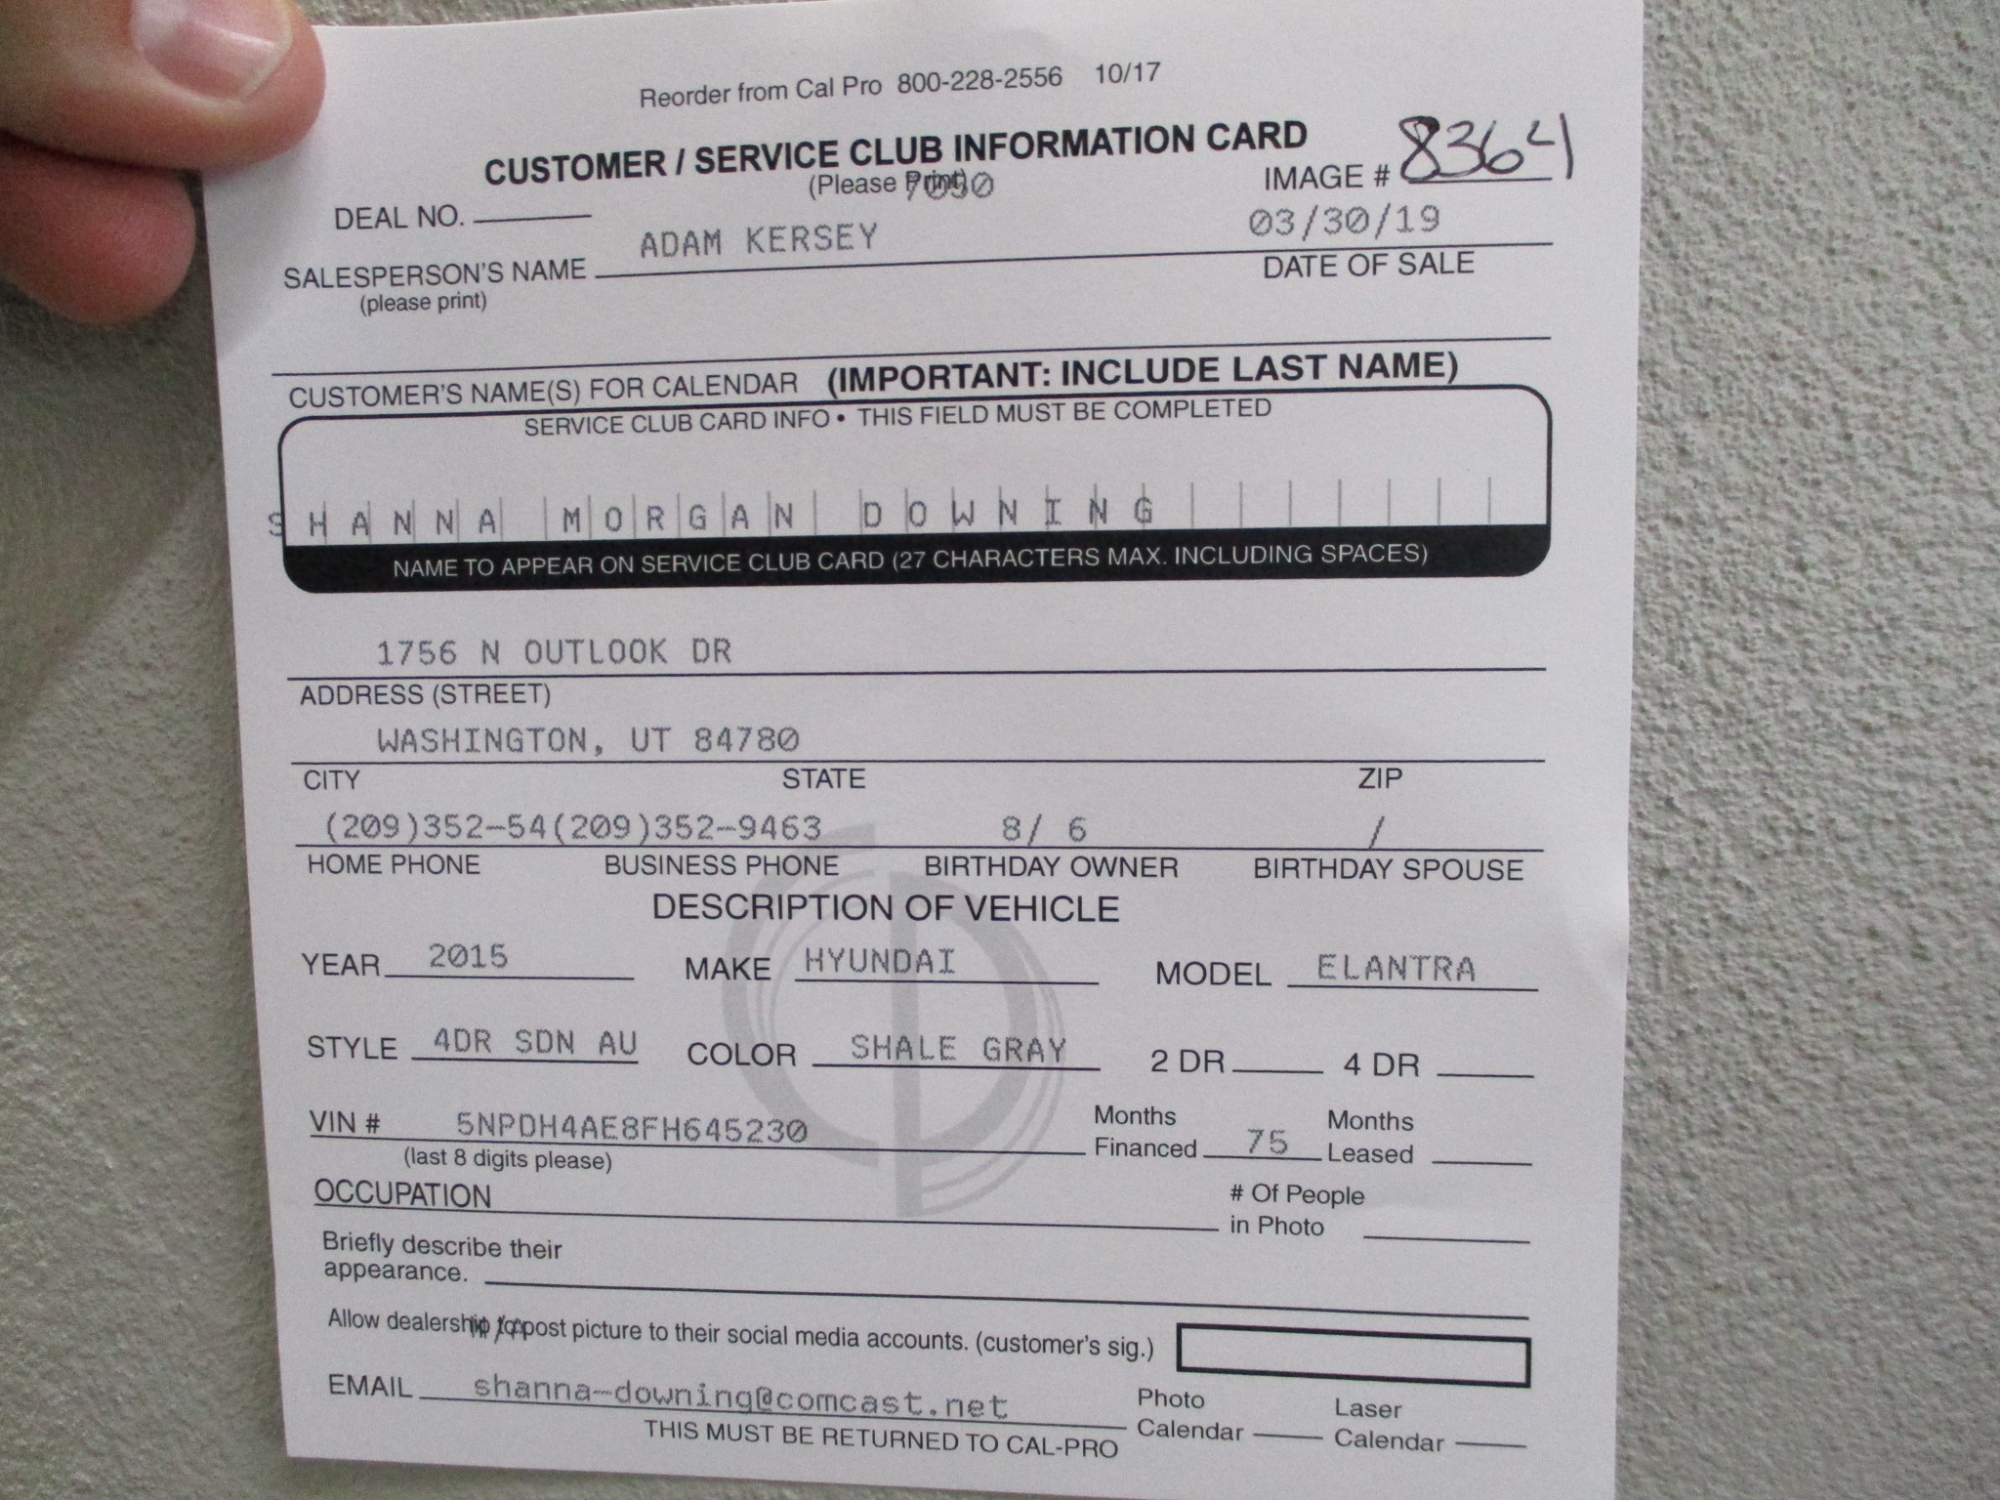 Reorder from Cal Pro 800-228-2556 10/17
CUSTOMER / SERVICE CLUB INFORMATION CARD
(Please Print)
IMAGE # 8364
DEAL NO.
03/30/19
SALESPERSON'S NAME ADAM KERSEY
DATE OF SALE
(please print)
CUSTOMER'S NAME(S) FOR CALENDAR (IMPORTANT: INCLUDE LAST NAME)
SERVICE CLUB CARD INFO • THIS FIELD MUST BE COMPLETED
SHANNA MORGAN DOWNING
NAME TO APPEAR ON SERVICE CLUB CARD (27 CHARACTERS MAX. INCLUDING SPACES)
1756 N OUTLOOK DR
ADDRESS (STREET)
WASHINGTON, UT 84780
CITY STATE ZIP
(209)352-54(209)352-9463 8/ 6 /
HOME PHONE BUSINESS PHONE BIRTHDAY OWNER BIRTHDAY SPOUSE
DESCRIPTION OF VEHICLE
YEAR 2015 MAKE HYUNDAI MODEL ELANTRA
STYLE 4DR SDN AU COLOR SHALE GRAY 2 DR 4 DR
VIN # 5NPDH4AE8FH645230 Months Financed 75 Months Leased
(last 8 digits please)
OCCUPATION # Of People in Photo
Briefly describe their
appearance.
Allow dealership to post picture to their social media accounts. (customer's sig.)
EMAIL shanna-downing@comcast.net Photo Calendar Laser Calendar
THIS MUST BE RETURNED TO CAL-PRO